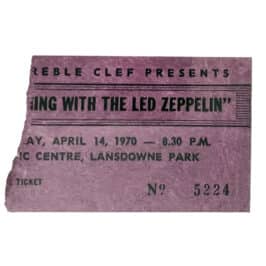 REBLE CLEF PRESENTS
NING WITH THE LED ZEPPELIN"
AY, APRIL 14, 1970 — 8.30 P.M.
IC CENTRE, LANSDOWNE PARK
TICKET
Nº 5224